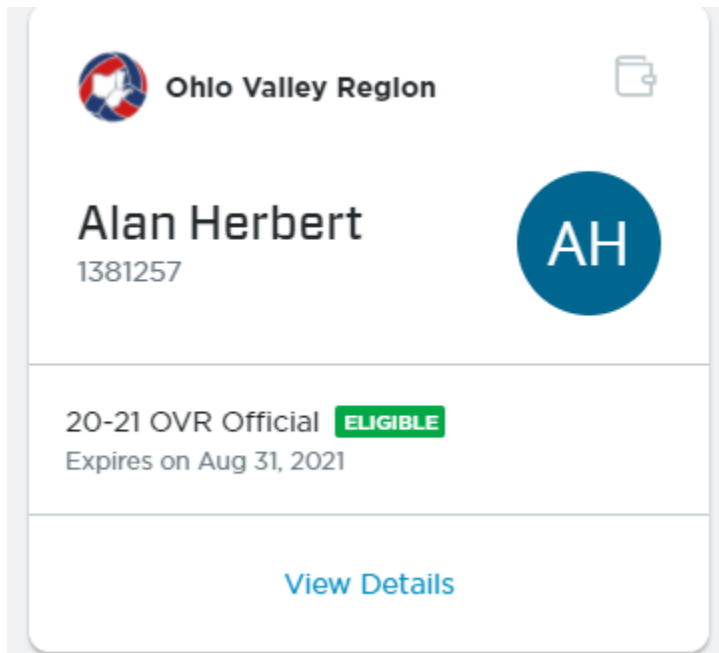 Ohio Valley Region
Alan Herbert
AH
1381257
20-21 OVR Official ELIGIBLE
Expires on Aug 31, 2021
View Details